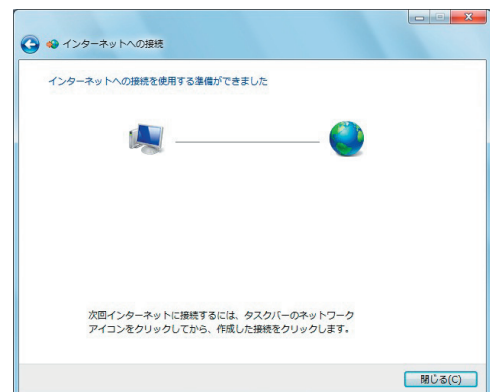 インターネットへの接続
インターネットへの接続を使用する準備ができました
次回インターネットに接続するには、タスクバーのネットワーク
アイコンをクリックしてから、作成した接続をクリックします。
閉じる(C)